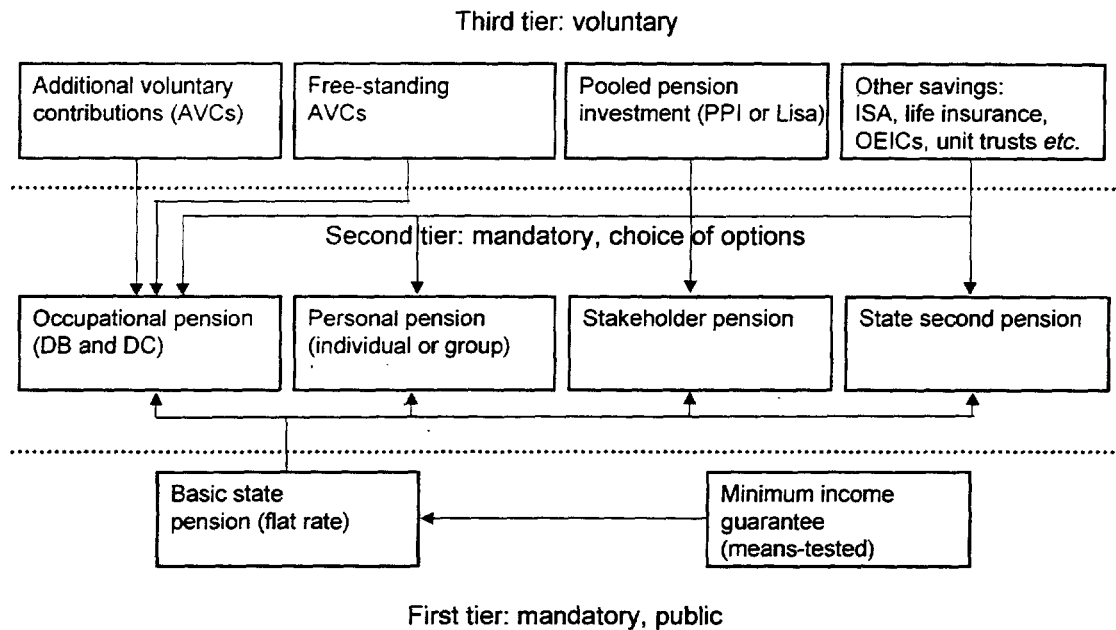 Third tier: voluntary
Additional voluntary
contributions (AVCs)
Free-standing
AVCs
Pooled pension
investment (PPI or Lisa)
Other savings:
ISA, life insurance,
OEICs, unit trusts etc.
Second tier: mandatory, choice of options
Occupational pension
(DB and DC)
Personal pension
(individual or group)
Stakeholder pension
State second pension
Basic state
pension (flat rate)
Minimum income
guarantee
(means-tested)
First tier: mandatory, public